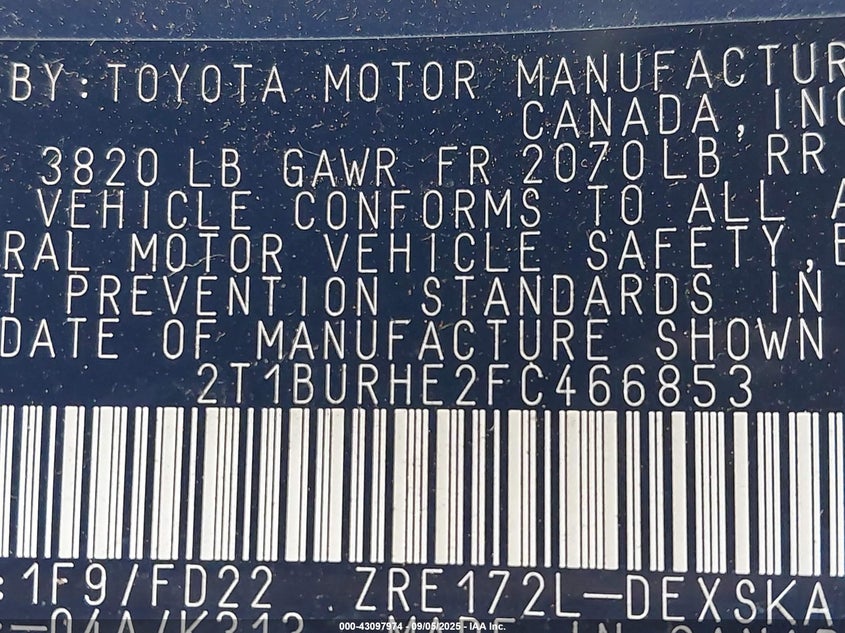 BY: TOYOTA MOTOR MANUFACTUR
CANADA, INC
3820 LB GAWR FR 2070LB RR
VEHICLE CONFORMS TO ALL A
RAL MOTOR VEHICLE SAFETY, B
T PREVENTION STANDARDS IN
DATE OF MANUFACTURE SHOWN
2T1BURHE2FC466853
:1F9/FD22 ZRE172L-DEXSKA
000-43097974 - 09/05/2025 - IAA Inc.